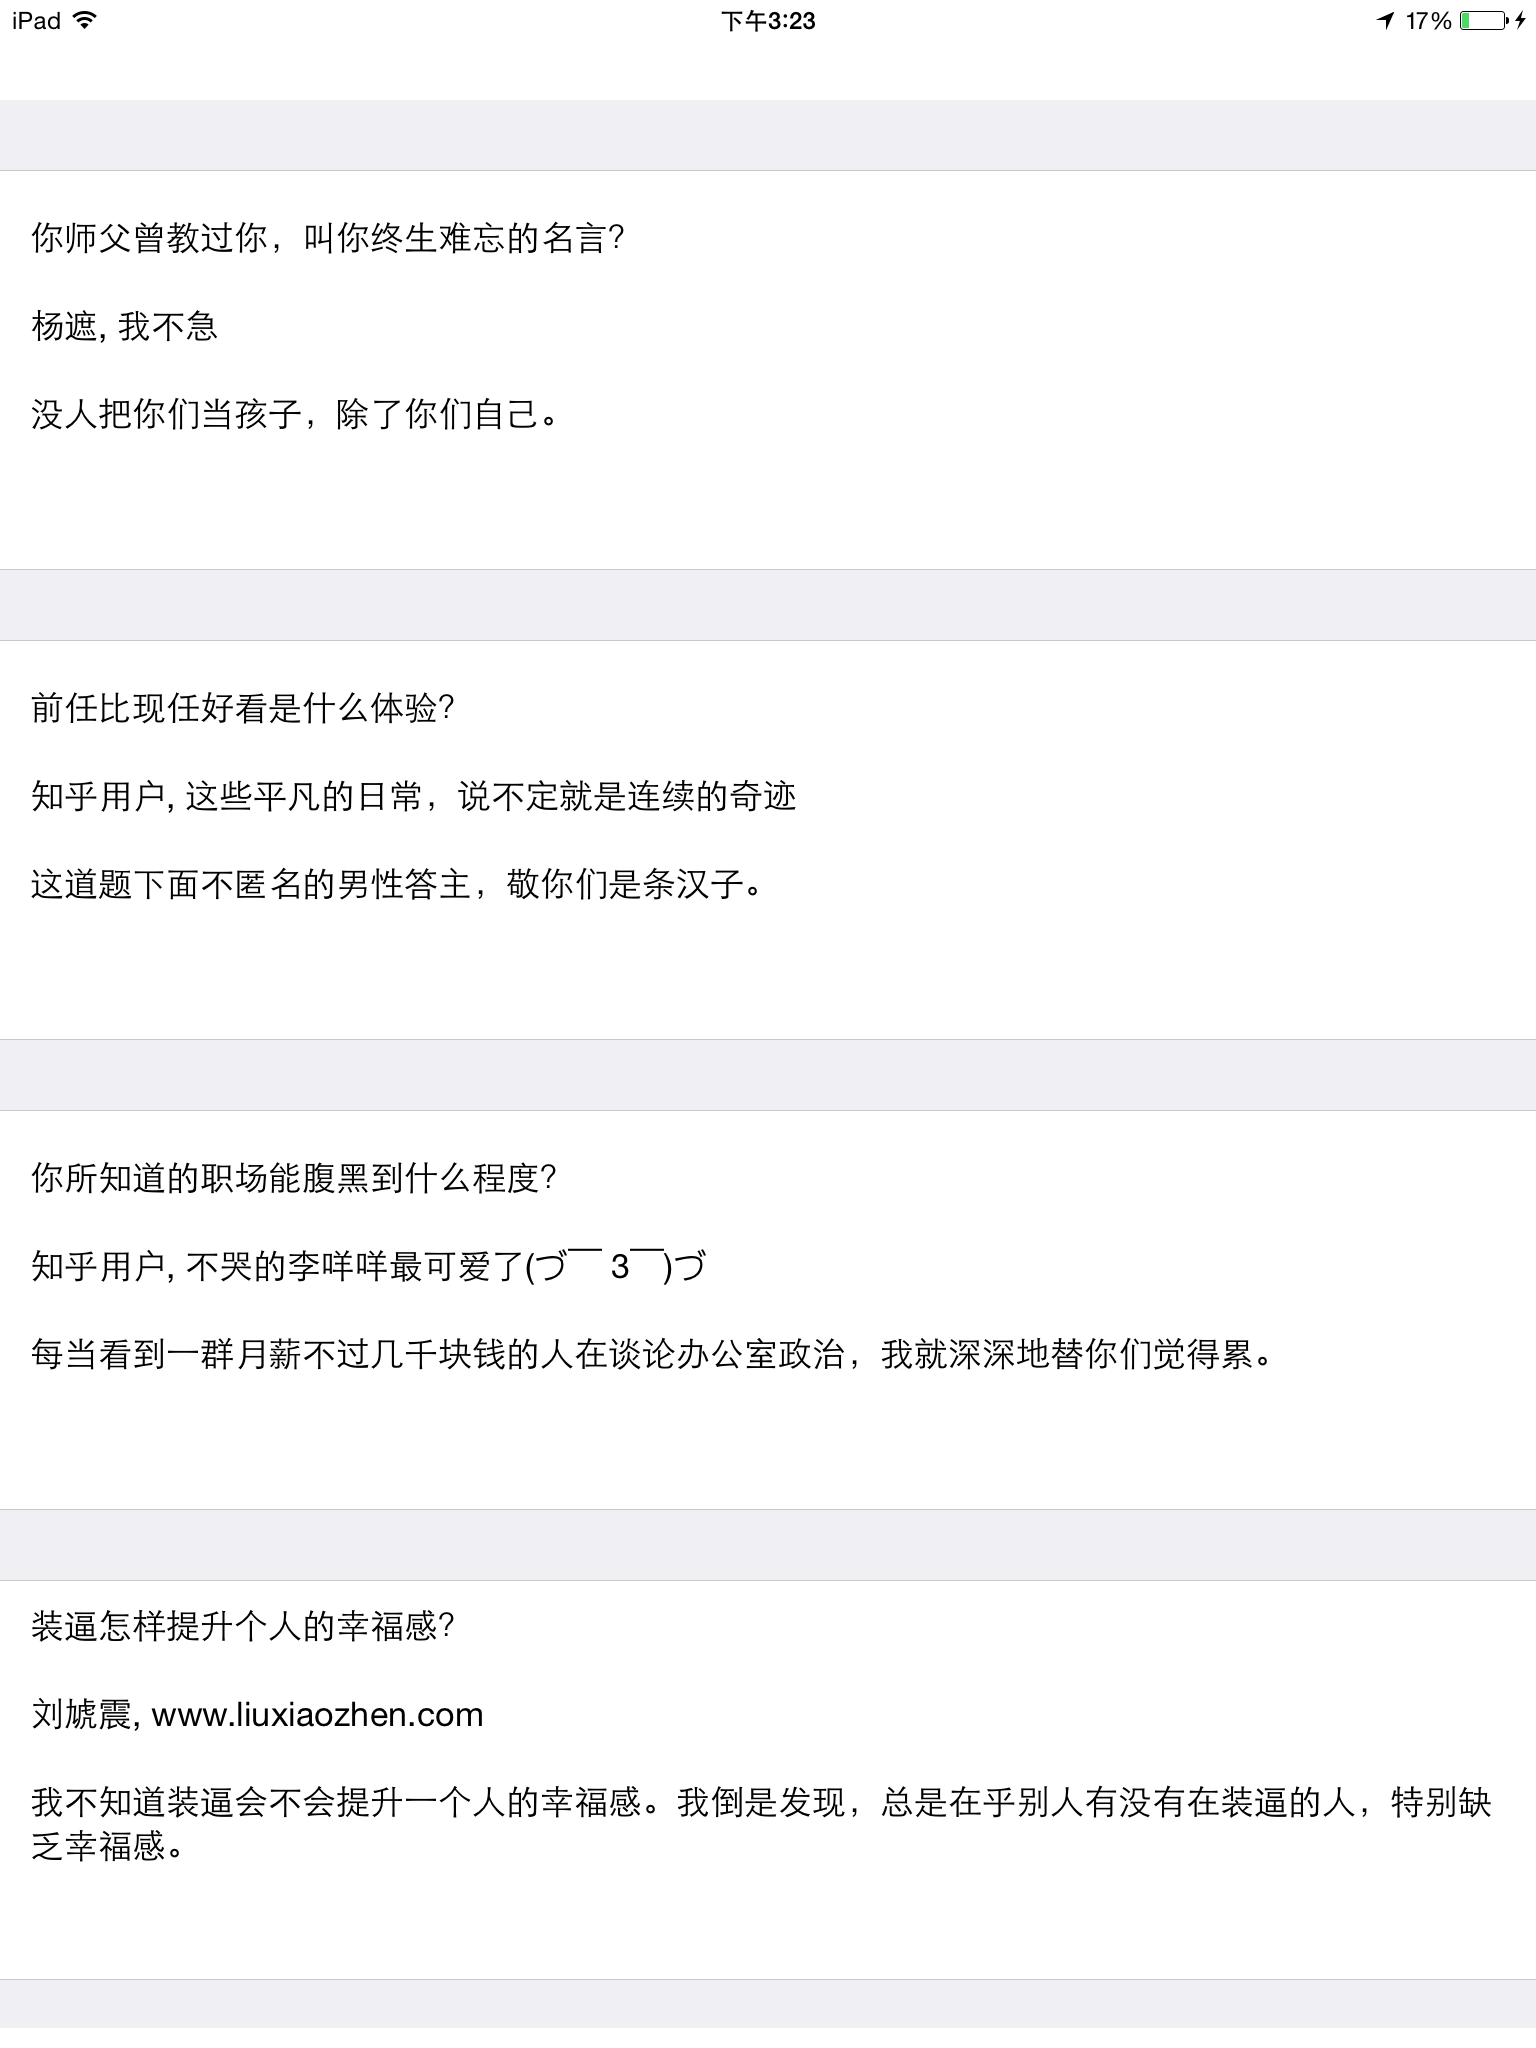 iPad 下午3:23 17%
你师父曾教过你，叫你终生难忘的名言？
杨遮, 我不急
没人把你们当孩子，除了你们自己。
前任比现任好看是什么体验？
知乎用户, 这些平凡的日常，说不定就是连续的奇迹
这道题下面不匿名的男性答主，敬你们是条汉子。
你所知道的职场能腹黑到什么程度？
知乎用户, 不哭的李咩咩最可爱了(づ￣ 3￣)づ
每当看到一群月薪不过几千块钱的人在谈论办公室政治，我就深深地替你们觉得累。
装逼怎样提升个人的幸福感？
刘虓震, www.liuxiaozhen.com
我不知道装逼会不会提升一个人的幸福感。我倒是发现，总是在乎别人有没有在装逼的人，特别缺
乏幸福感。